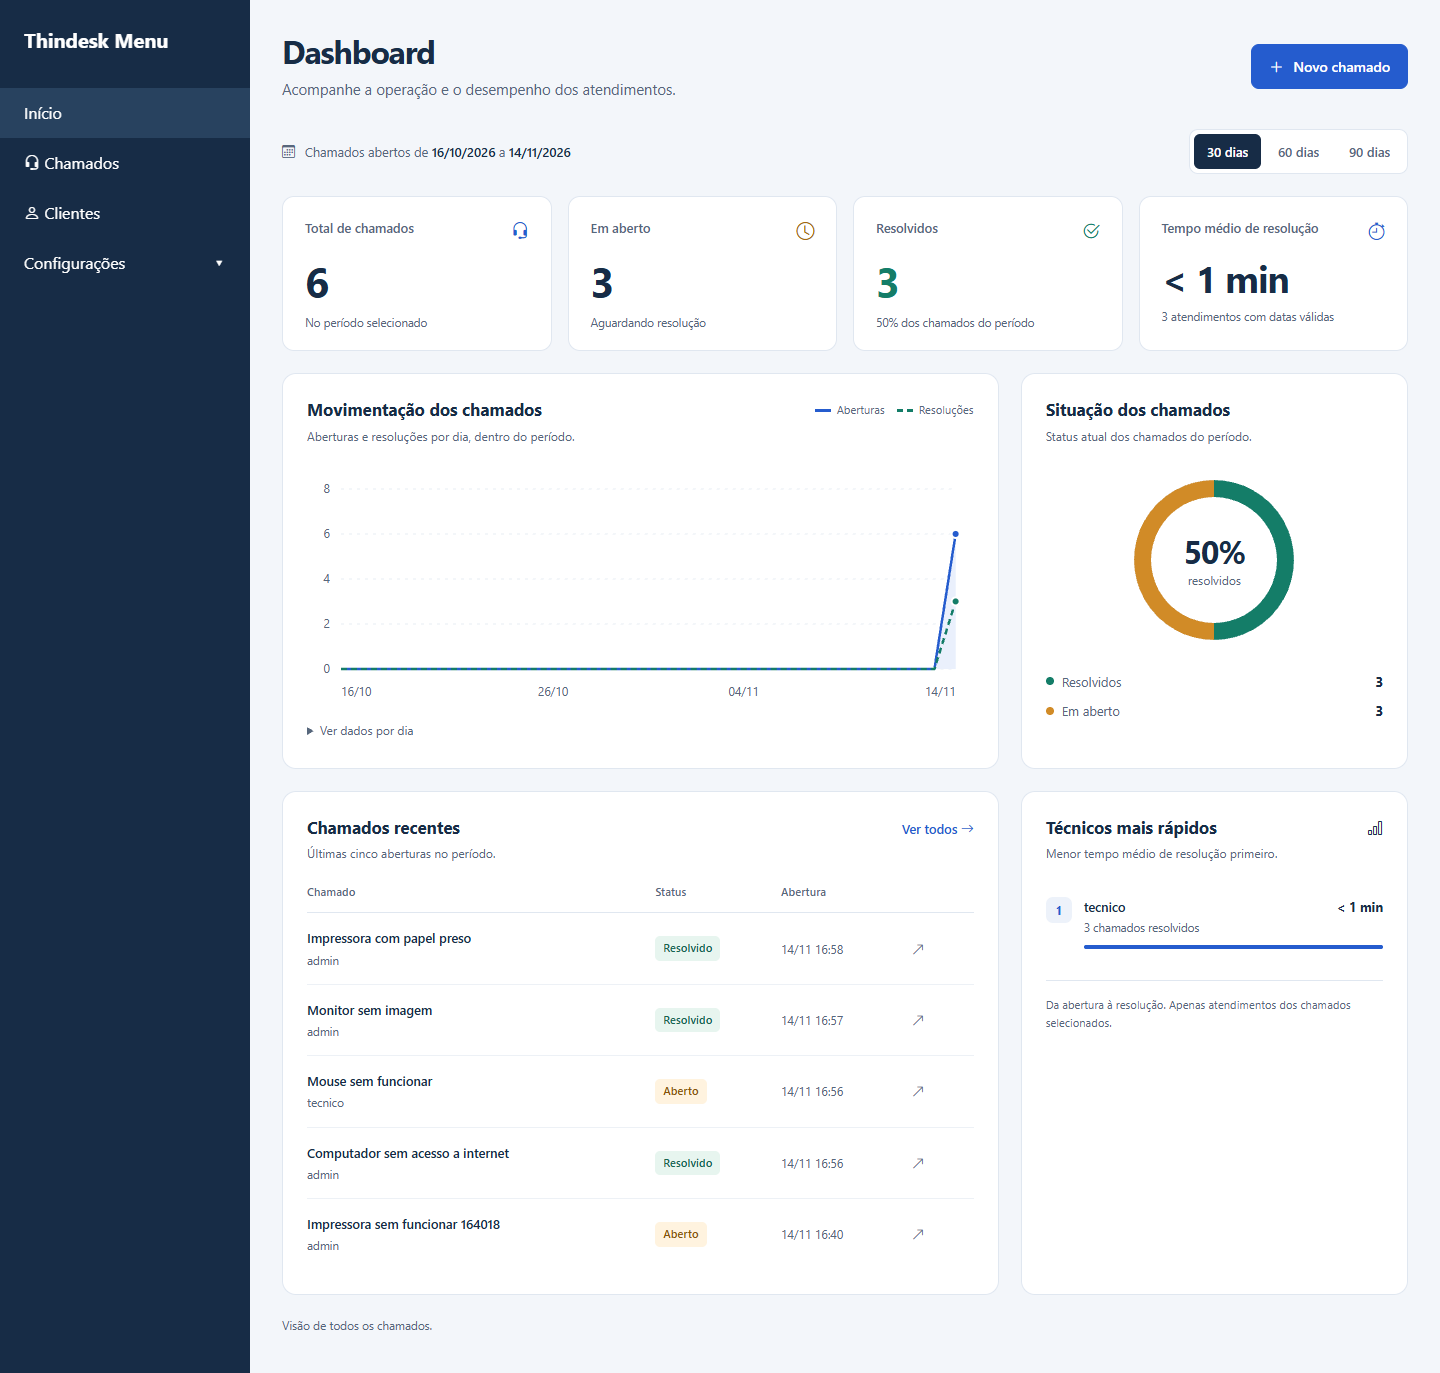 Thindesk Menu
Início
Chamados
Clientes
Configurações
Dashboard
Acompanhe a operação e o desempenho dos atendimentos.
Novo chamado
Chamados abertos de 16/10/2026 a 14/11/2026
30 dias 60 dias 90 dias
Total de chamados
6
No período selecionado
Em aberto
3
Aguardando resolução
Resolvidos
3
50% dos chamados do período
Tempo médio de resolução
< 1 min
3 atendimentos com datas válidas
Movimentação dos chamados
Aberturas Resoluções
Aberturas e resoluções por dia, dentro do período.
8
6
4
2
0
16/10 26/10 04/11 14/11
Ver dados por dia
Situação dos chamados
Status atual dos chamados do período.
50%
resolvidos
Resolvidos 3
Em aberto 3
Chamados recentes
Ver todos
Últimas cinco aberturas no período.
Chamado Status Abertura
Impressora com papel preso
admin
Resolvido 14/11 16:58
Monitor sem imagem
admin
Resolvido 14/11 16:57
Mouse sem funcionar
tecnico
Aberto 14/11 16:56
Computador sem acesso a internet
admin
Resolvido 14/11 16:56
Impressora sem funcionar 164018
admin
Aberto 14/11 16:40
Técnicos mais rápidos
Menor tempo médio de resolução primeiro.
1 tecnico < 1 min
3 chamados resolvidos
Da abertura à resolução. Apenas atendimentos dos chamados
selecionados.
Visão de todos os chamados.